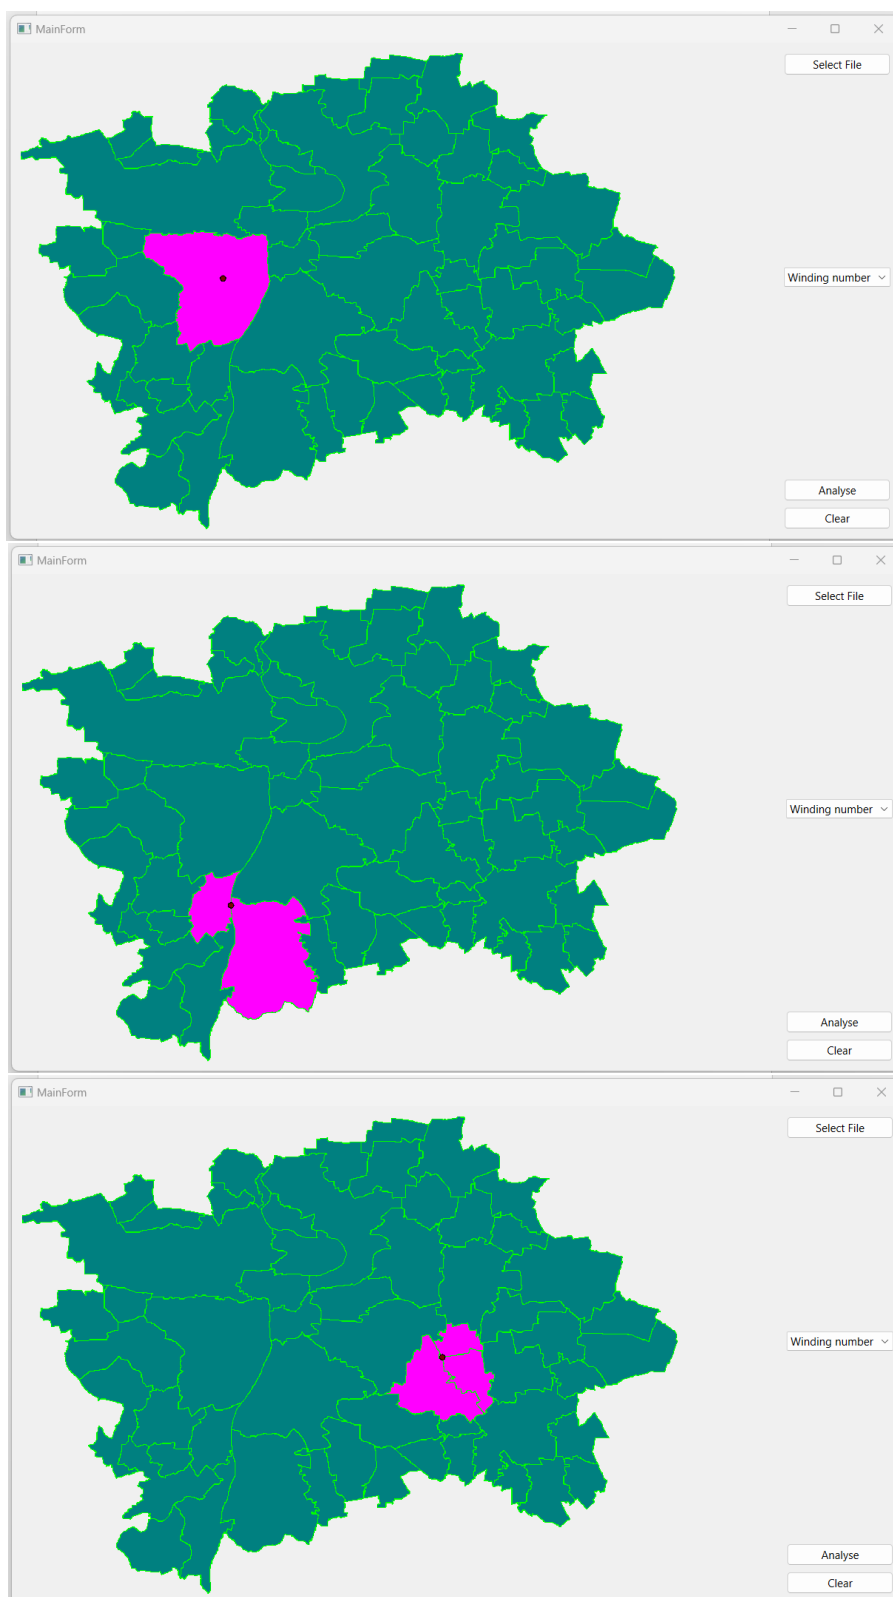 MainForm
Select File
Winding number
Analyse
Clear
MainForm
Select File
Winding number
Analyse
Clear
MainForm
Select File
Winding number
Analyse
Clear